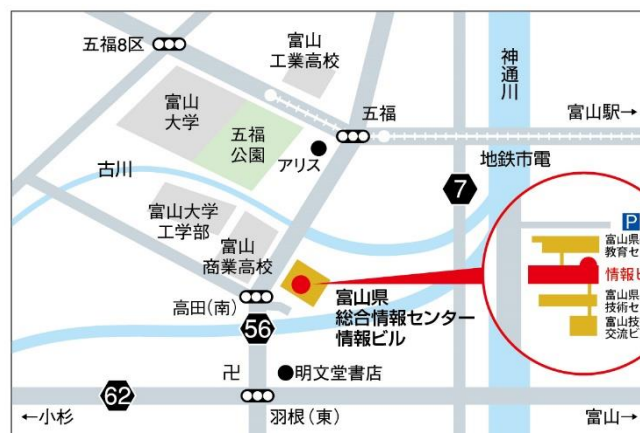 五福8区
富山
工業高校
神
通
川
富山
大学
五福
公園
五福
富山駅→
アリス
古川
地鉄市電
7
富山大学
工学部
富山
商業高校
P
富山県
教育セ
情報ビ
富山県
技術セ
富山技
交流ビ
高田(南)
富山県
総合情報センター
情報ビル
56
卍
明文堂書店
62
←小杉
羽根(東)
富山→